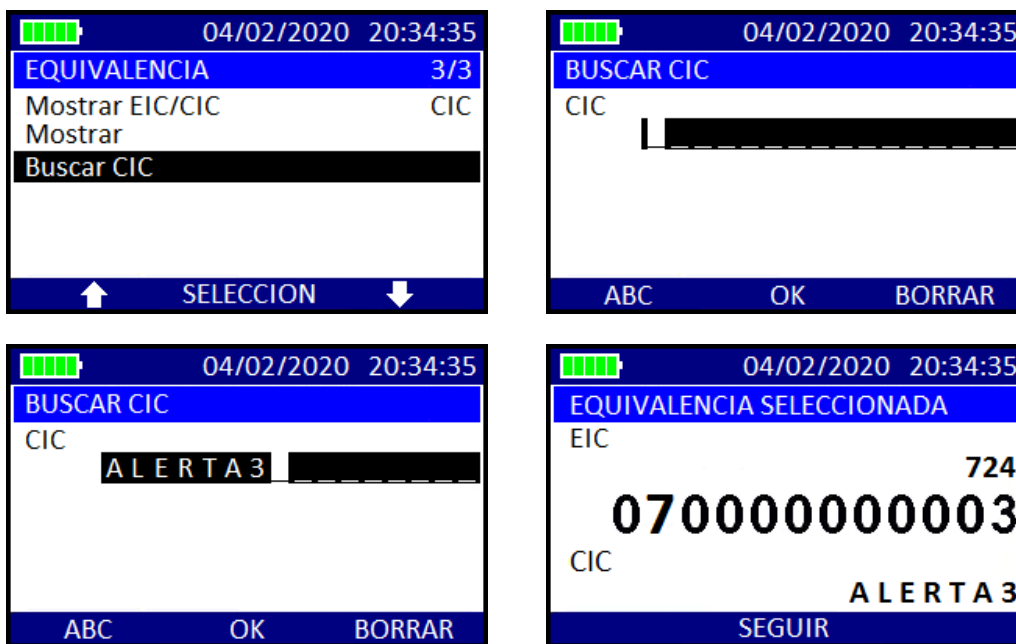 04/02/2020 20:34:35
EQUIVALENCIA 3/3
Mostrar EIC/CIC CIC
Mostrar
Buscar CIC
SELECCION
04/02/2020 20:34:35
BUSCAR CIC
CIC
_ _ _ _ _ _ _ _ _ _ _ _ _ _ _
ABC OK BORRAR
04/02/2020 20:34:35
BUSCAR CIC
CIC
A L E R T A 3 _ _ _ _ _ _ _ _
ABC OK BORRAR
04/02/2020 20:34:35
EQUIVALENCIA SELECCIONADA
EIC
724
070000000003
CIC
A L E R T A 3
SEGUIR